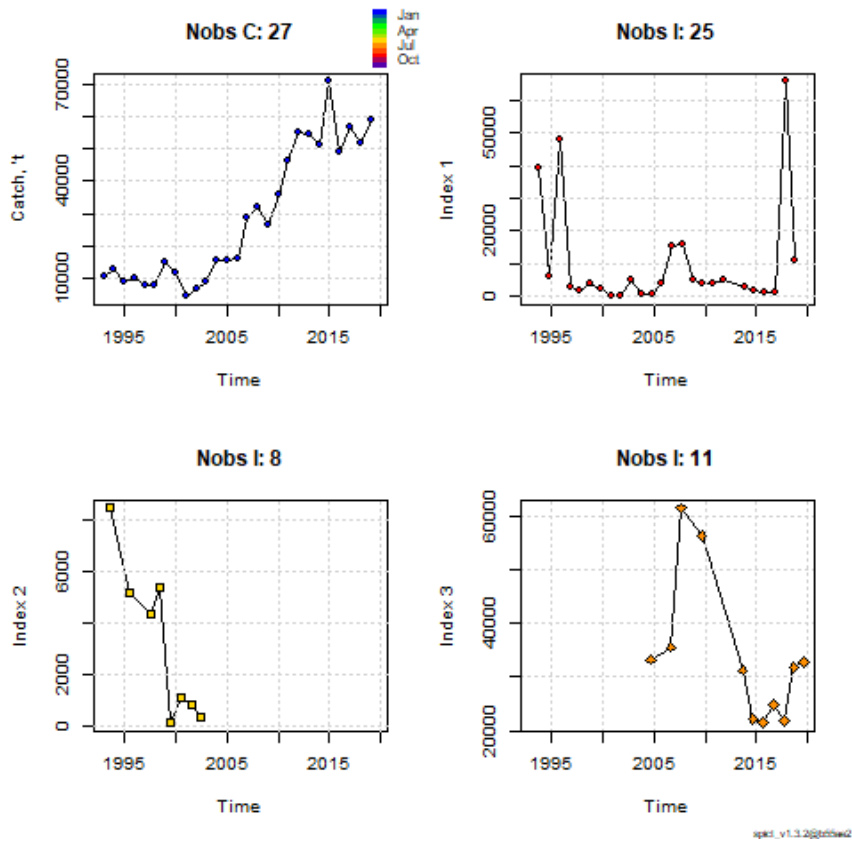 Nobs C: 27
Jan
Apr
Jul
Oct
Catch, 't
10000
40000
70000
1995
2005
2015
Time
Nobs I: 25
Index 1
0
20000
50000
1995
2005
2015
Time
Nobs I: 8
Index 2
0
2000
6000
1995
2005
2015
Time
Nobs I: 11
Index 3
20000
40000
60000
1995
2005
2015
Time